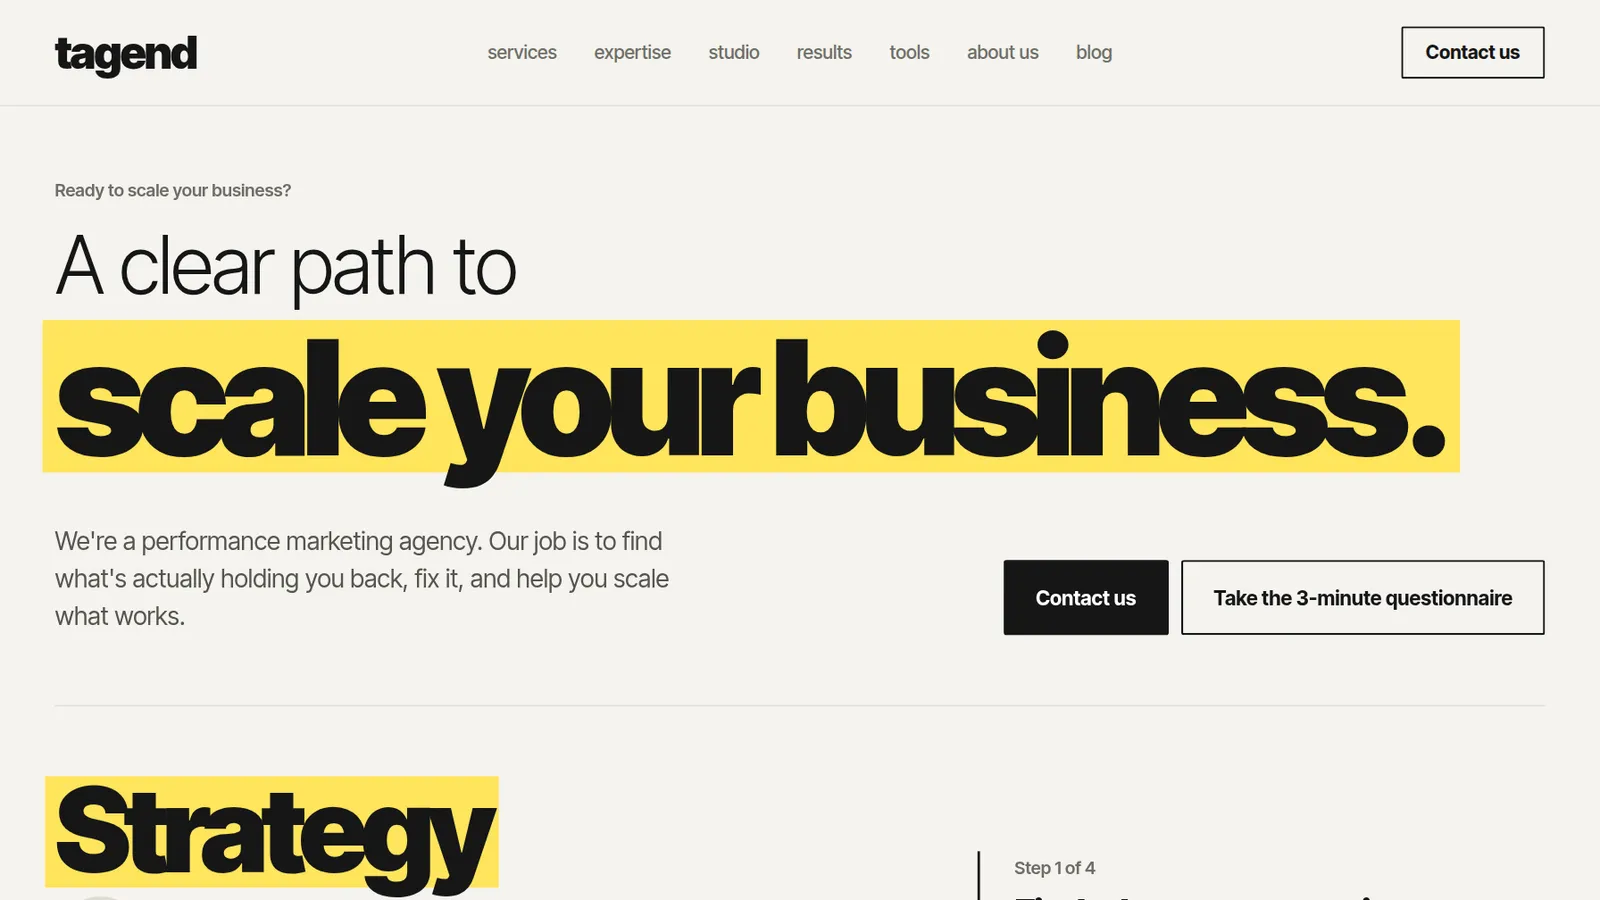 tagend
services
expertise
studio
results
tools
about us
blog
Contact us
Ready to scale your business?
A clear path to
scale your business.
We're a performance marketing agency. Our job is to find
what's actually holding you back, fix it, and help you scale
what works.
Contact us
Take the 3-minute questionnaire
Strategy
Step 1 of 4